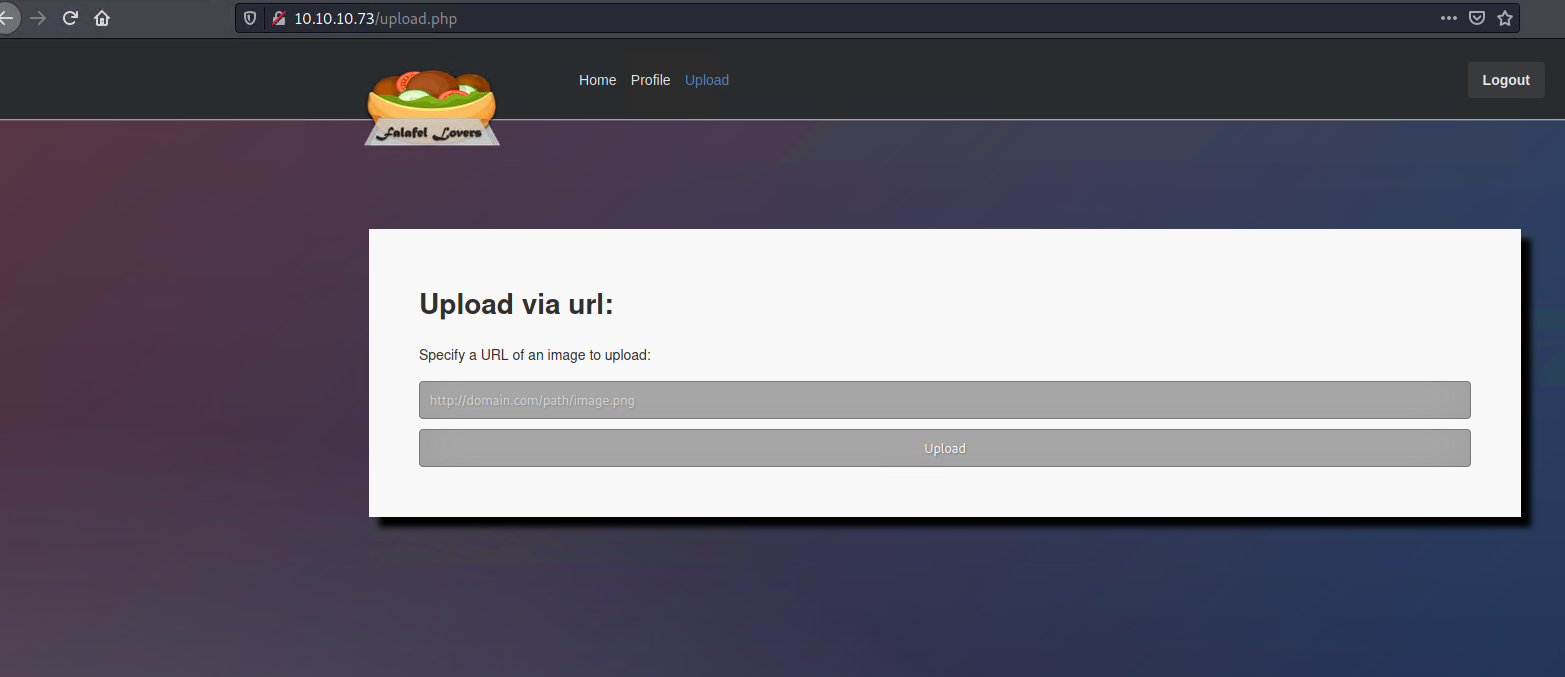 10.10.10.73/upload.php
Home Profile Upload
Logout
Falafel Lovers
Upload via url:
Specify a URL of an image to upload:
http://domain.com/path/image.png
Upload